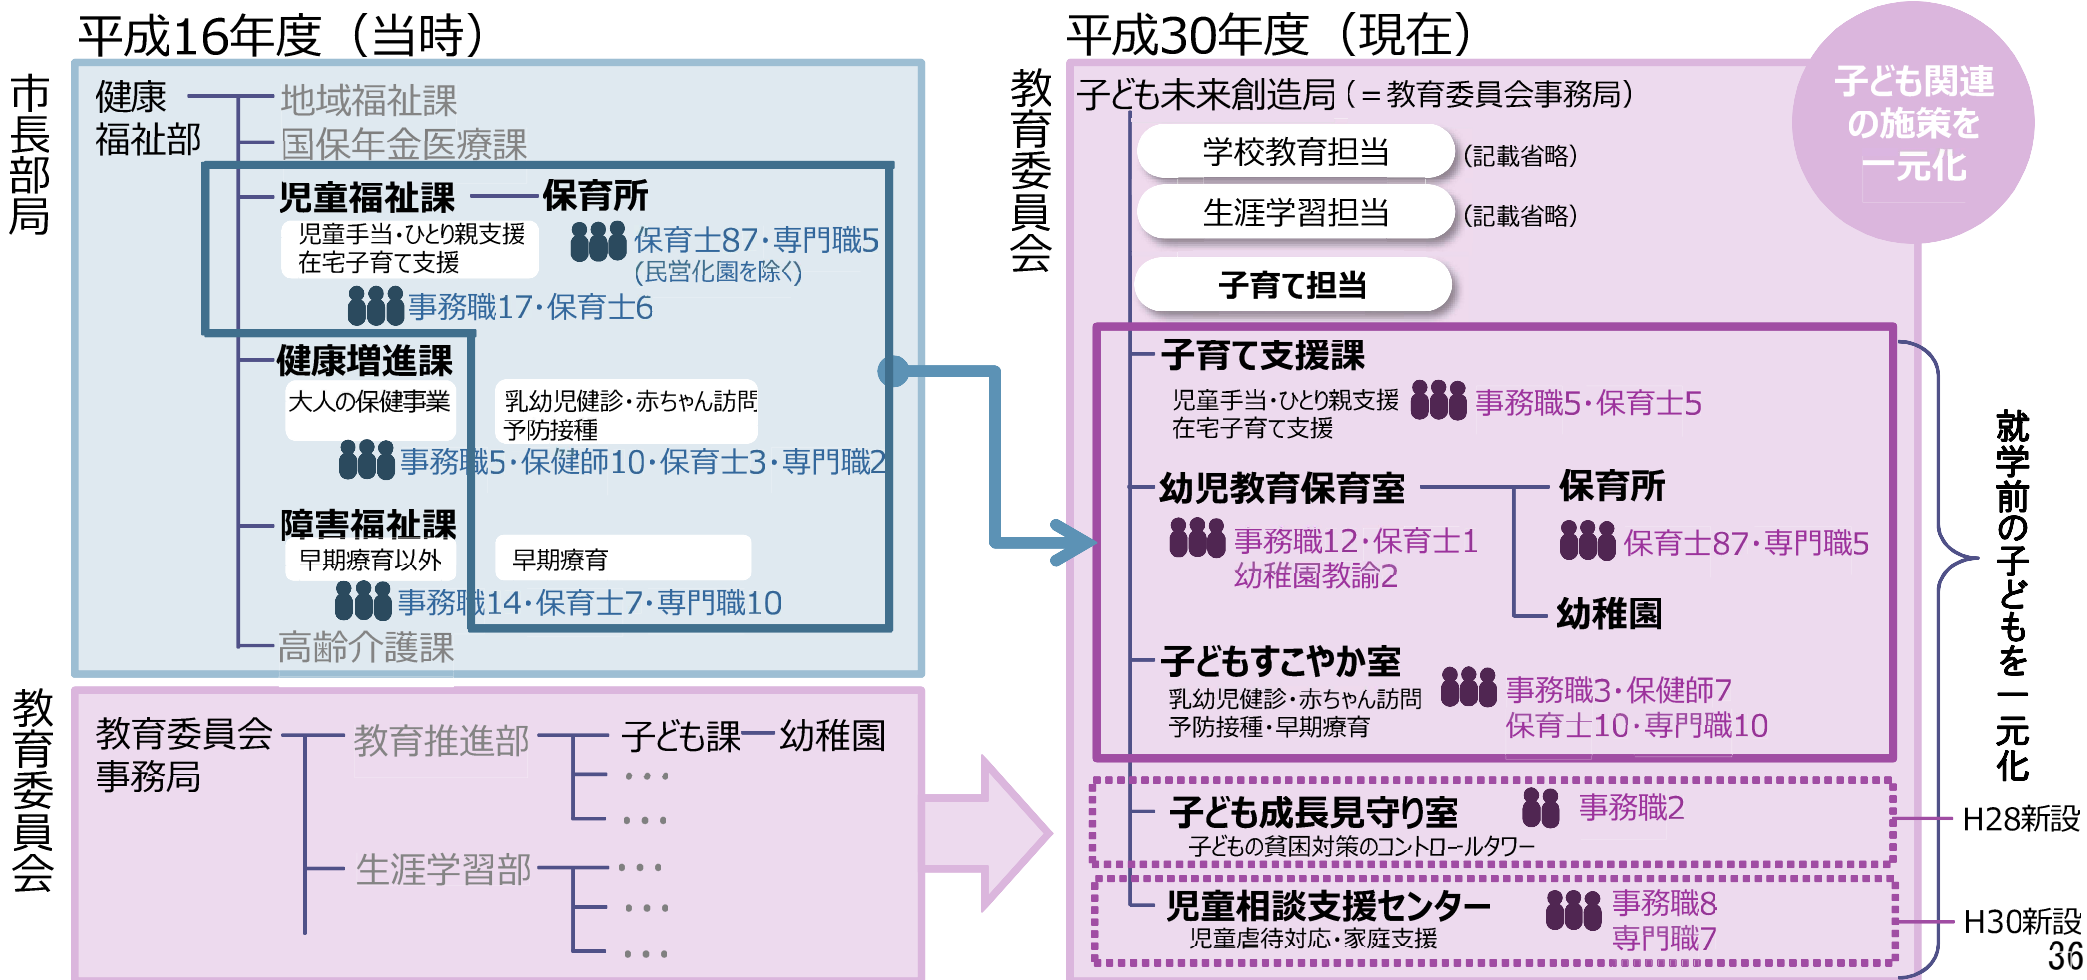 平成16年度（当時）
市長部局
健康
福祉部
地域福祉課
国保年金医療課
児童福祉課
保育所
児童手当・ひとり親支援
在宅子育て支援
保育士87・専門職5
(民営化園を除く)
事務職17・保育士6
健康増進課
大人の保健事業
乳幼児健診・赤ちゃん訪問
予防接種
事務職5・保健師10・保育士3・専門職2
障害福祉課
早期療育以外
早期療育
事務職14・保育士7・専門職10
高齢介護課
教育委員会
教育委員会
事務局
教育推進部
子ども課
幼稚園
・・・
・・・
生涯学習部
・・・
・・・
・・・
平成30年度（現在）
教育委員会
子ども未来創造局（＝教育委員会事務局）
学校教育担当
（記載省略）
生涯学習担当
（記載省略）
子育て担当
子ども関連
の施策を
一元化
子育て支援課
児童手当・ひとり親支援
在宅子育て支援
事務職5・保育士5
幼児教育保育室
事務職12・保育士1
幼稚園教諭2
保育所
保育士87・専門職5
幼稚園
子どもすこやか室
乳幼児健診・赤ちゃん訪問
予防接種・早期療育
事務職3・保健師7
保育士10・専門職10
子ども成長見守り室
子どもの貧困対策のコントロールタワー
事務職2
H28新設
児童相談支援センター
児童虐待対応・家庭支援
事務職8
専門職7
H30新設
就学前の子どもを一元化
36